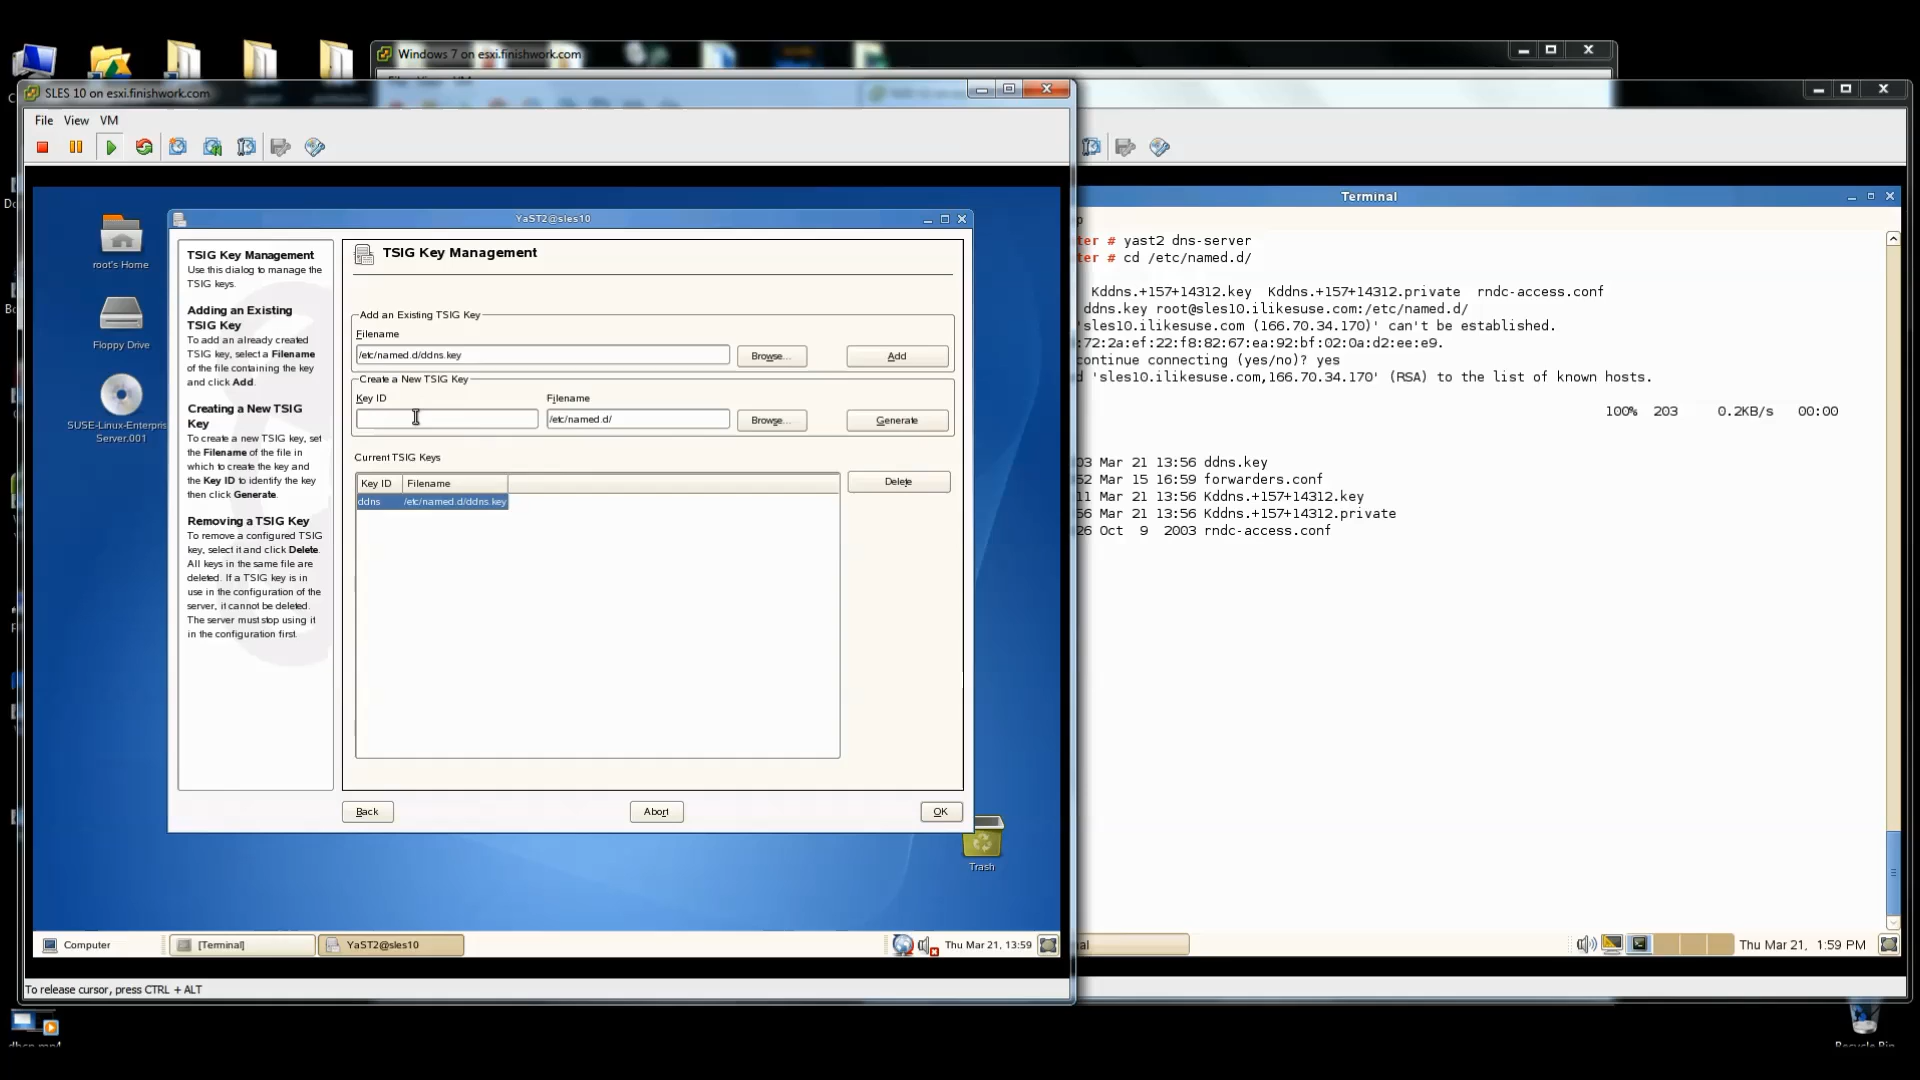 Windows 7 on esxi.finishwork.com
SLES 10 on esxi.finishwork.com
File View VM
root's Home
Floppy Drive
SUSE-Linux-Enterpris
Server.001
Trash
YaST2@sles10
TSIG Key Management
Use this dialog to manage the
TSIG keys.
Adding an Existing
TSIG Key
To add an already created
TSIG key, select a Filename
of the file containing the key
and click Add.
Creating a New TSIG
Key
To create a new TSIG key, set
the Filename of the file in
which to create the key and
the Key ID to identify the key
then click Generate.
Removing a TSIG Key
To remove a configured TSIG
key, select it and click Delete.
All keys in the same file are
deleted. If a TSIG key is in
use in the configuration of the
server, it cannot be deleted.
The server must stop using it
in the configuration first.
TSIG Key Management
Add an Existing TSIG Key
Filename
/etc/named.d/ddns.key Browse... Add
Create a New TSIG Key
Key ID Filename
/etc/named.d/ Browse... Generate
Current TSIG Keys
Key ID Filename Delete
ddns /etc/named.d/ddns.key
Back Abort OK
Computer [Terminal] YaST2@sles10 Thu Mar 21, 13:59
To release cursor, press CTRL + ALT
Terminal
ter # yast2 dns-server
ter # cd /etc/named.d/
Kddns.+157+14312.key Kddns.+157+14312.private rndc-access.conf
ddns.key root@sles10.ilikesuse.com:/etc/named.d/
'sles10.ilikesuse.com (166.70.34.170)' can't be established.
:72:2a:ef:22:f8:82:67:ea:92:bf:02:0a:d2:ee:e9.
continue connecting (yes/no)? yes
d 'sles10.ilikesuse.com,166.70.34.170' (RSA) to the list of known hosts.
100% 203 0.2KB/s 00:00
03 Mar 21 13:56 ddns.key
52 Mar 15 16:59 forwarders.conf
11 Mar 21 13:56 Kddns.+157+14312.key
56 Mar 21 13:56 Kddns.+157+14312.private
26 Oct 9 2003 rndc-access.conf
al Thu Mar 21, 1:59 PM